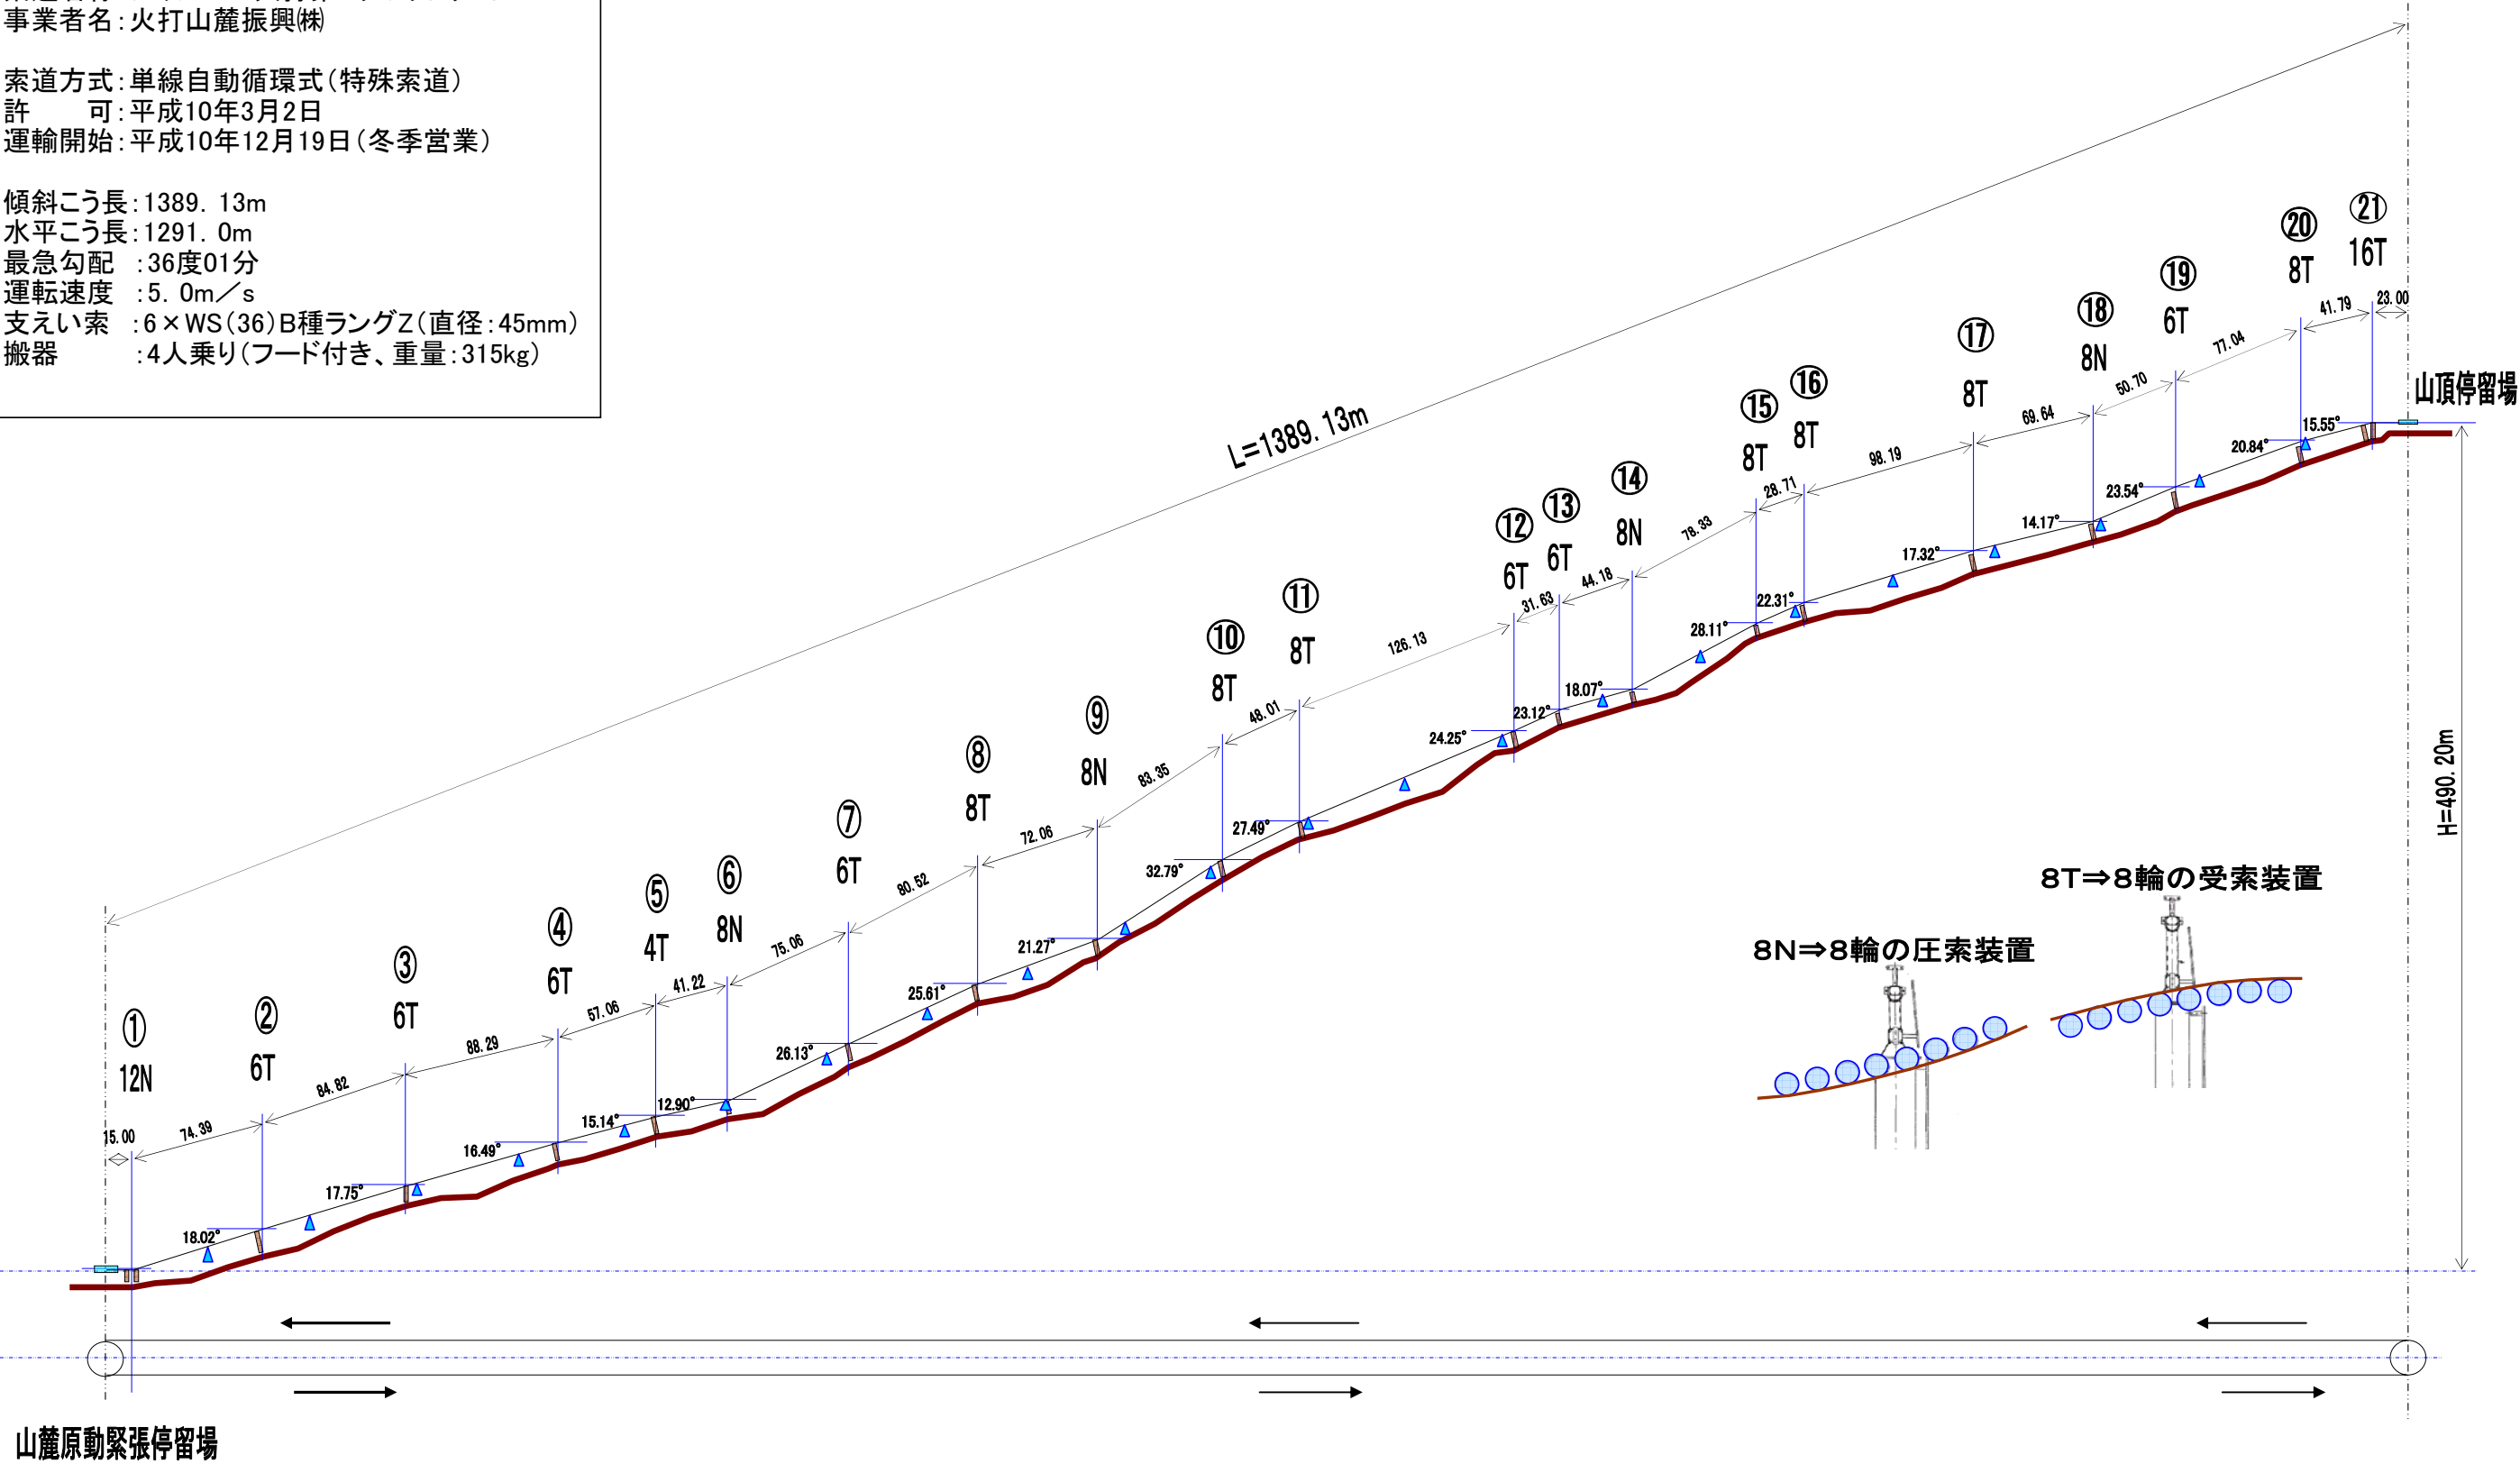 事業者名：火打山麓振興㈱
索道方式：単線自動循環式（特殊索道）
許　　可：平成10年3月2日
運輸開始：平成10年12月19日（冬季営業）
傾斜こう長：1389．13m
水平こう長：1291．0m
最急勾配　：36度01分
運転速度　：5．0m／s
支えい索　：6×WS（36）B種ラングZ（直径：45mm）
搬器　　　：4人乗り（フード付き、重量：315kg）
L=1389.13m
H=490.20m
山頂停留場
① 12N
② 6T
③ 6T
④ 6T
⑤ 4T
⑥ 8N
⑦ 6T
⑧ 8T
⑨ 8N
⑩ 8T
⑪ 8T
⑫ 6T
⑬ 6T
⑭ 8N
⑮ 8T
⑯ 8T
⑰ 8T
⑱ 8N
⑲ 6T
⑳ 8T
㉑ 16T
15.00
74.39
84.82
88.29
57.06
41.22
75.06
80.52
72.06
83.35
48.01
126.13
31.63
44.18
78.33
28.71
98.19
69.64
50.70
77.04
41.79
23.00
18.02°
17.75°
16.49°
15.14°
12.90°
26.13°
25.61°
21.27°
32.79°
27.49°
24.25°
23.12°
18.07°
28.11°
22.31°
17.32°
14.17°
23.54°
20.84°
15.55°
8T⇒8輪の受索装置
8N⇒8輪の圧索装置
山麓原動緊張停留場